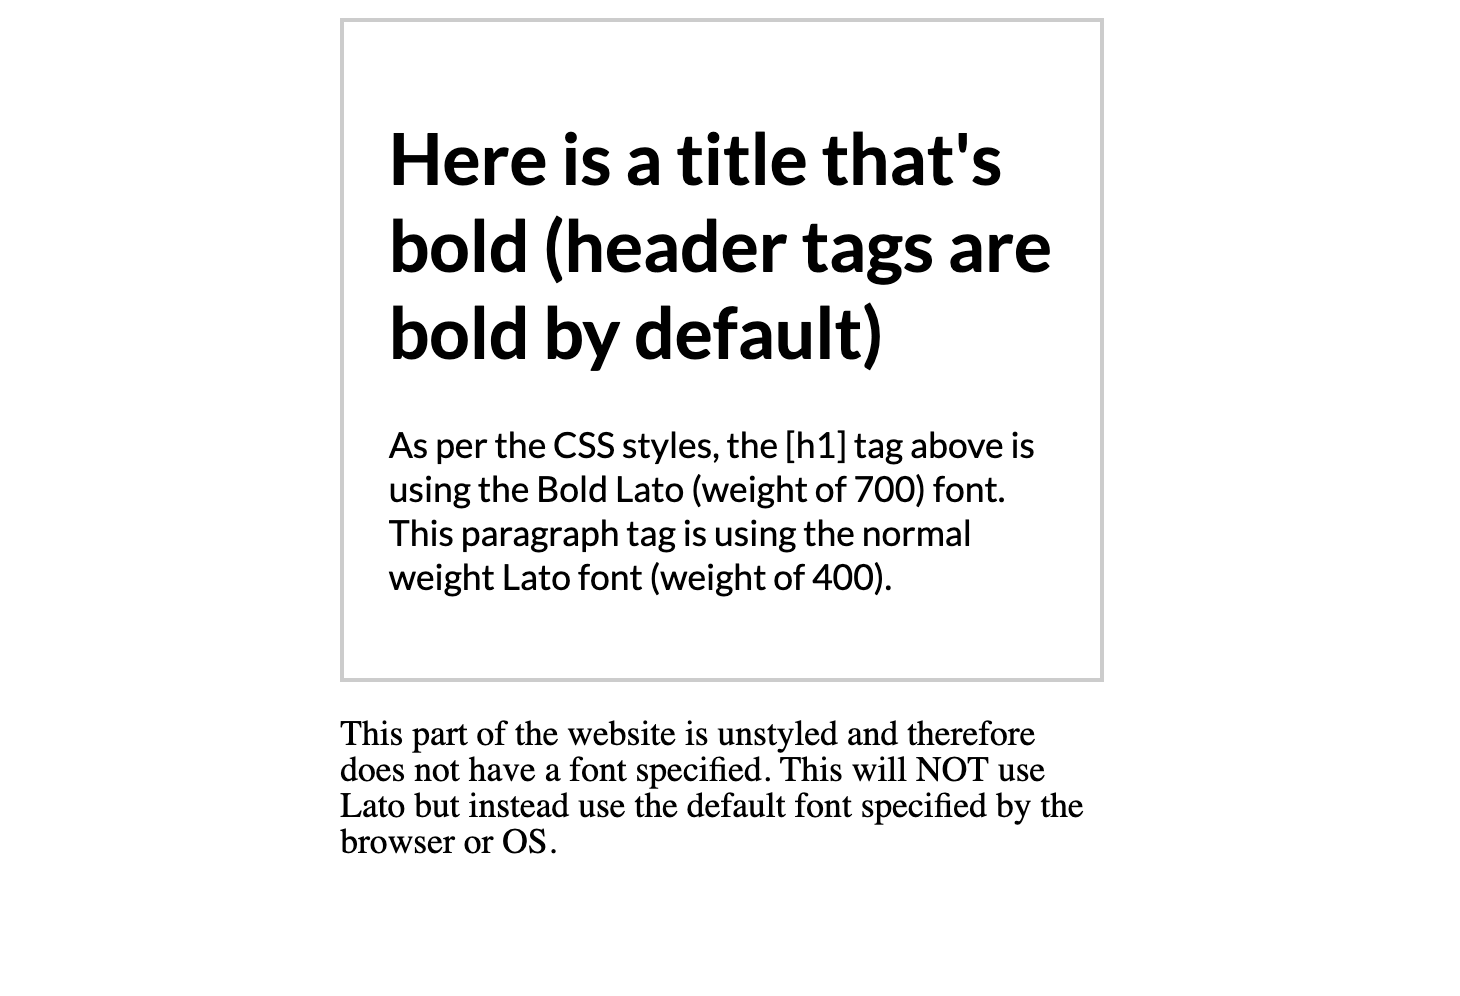 Here is a title that's
bold (header tags are
bold by default)
As per the CSS styles, the [h1] tag above is
using the Bold Lato (weight of 700) font.
This paragraph tag is using the normal
weight Lato font (weight of 400).
This part of the website is unstyled and therefore
does not have a font specified. This will NOT use
Lato but instead use the default font specified by the
browser or OS.